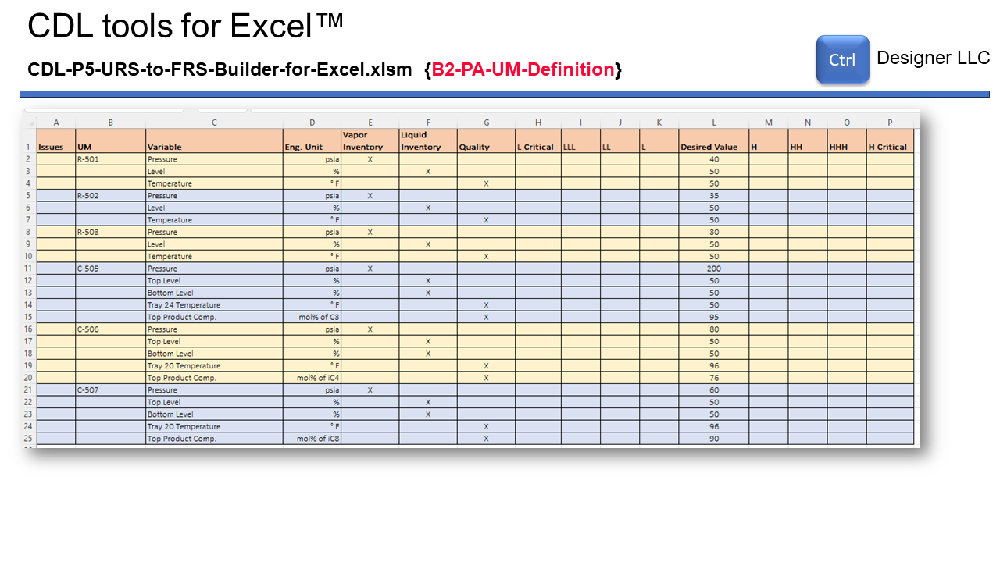 CDL tools for Excel™
CDL-P5-URS-to-FRS-Builder-for-Excel.xlsm {B2-PA-UM-Definition}
Ctrl
Designer LLC
A B C D E F G H I J K L M N O P
1 Issues UM Variable Eng. Unit Vapor Inventory Liquid Inventory Quality L Critical LLL LL L Desired Value H HH HHH H Critical
2 R-501 Pressure psia X 40
3 Level % X 50
4 Temperature ° F X 50
5 R-502 Pressure psia X 35
6 Level % X 50
7 Temperature ° F X 50
8 R-503 Pressure psia X 30
9 Level % X 50
10 Temperature ° F X 50
11 C-505 Pressure psia X 200
12 Top Level % X 50
13 Bottom Level % X 50
14 Tray 24 Temperature ° F X 50
15 Top Product Comp. mol% of C3 X 95
16 C-506 Pressure psia X 80
17 Top Level % X 50
18 Bottom Level % X 50
19 Tray 20 Temperature ° F X 96
20 Top Product Comp. mol% of iC4 X 76
21 C-507 Pressure psia X 60
22 Top Level % X 50
23 Bottom Level % X 50
24 Tray 20 Temperature ° F X 96
25 Top Product Comp. mol% of iC8 X 90